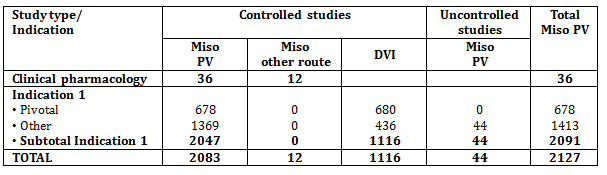 Study type/ Indication Controlled studies Uncontrolled studies Total Miso PV
Miso PV Miso other route DVI Miso PV
Clinical pharmacology 36 12 36
Indication 1
• Pivotal 678 0 680 0 678
• Other 1369 0 436 44 1413
• Subtotal Indication 1 2047 0 1116 44 2091
TOTAL 2083 12 1116 44 2127